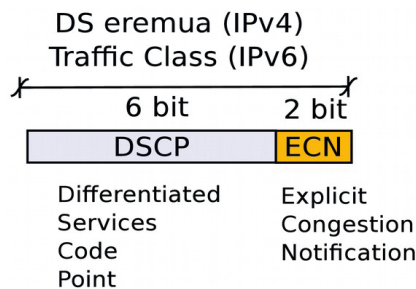 DS eremua (IPv4)
Traffic Class (IPv6)
6 bit 2 bit
DSCP ECN
Differentiated
Services
Code
Point
Explicit
Congestion
Notification